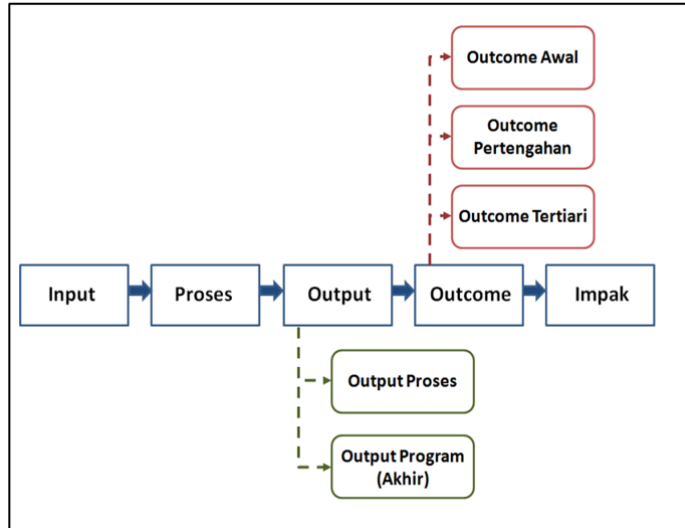 Outcome Awal
Outcome
Pertengahan
Outcome Tertiari
Input
Proses
Output
Outcome
Impak
Output Proses
Output Program
(Akhir)